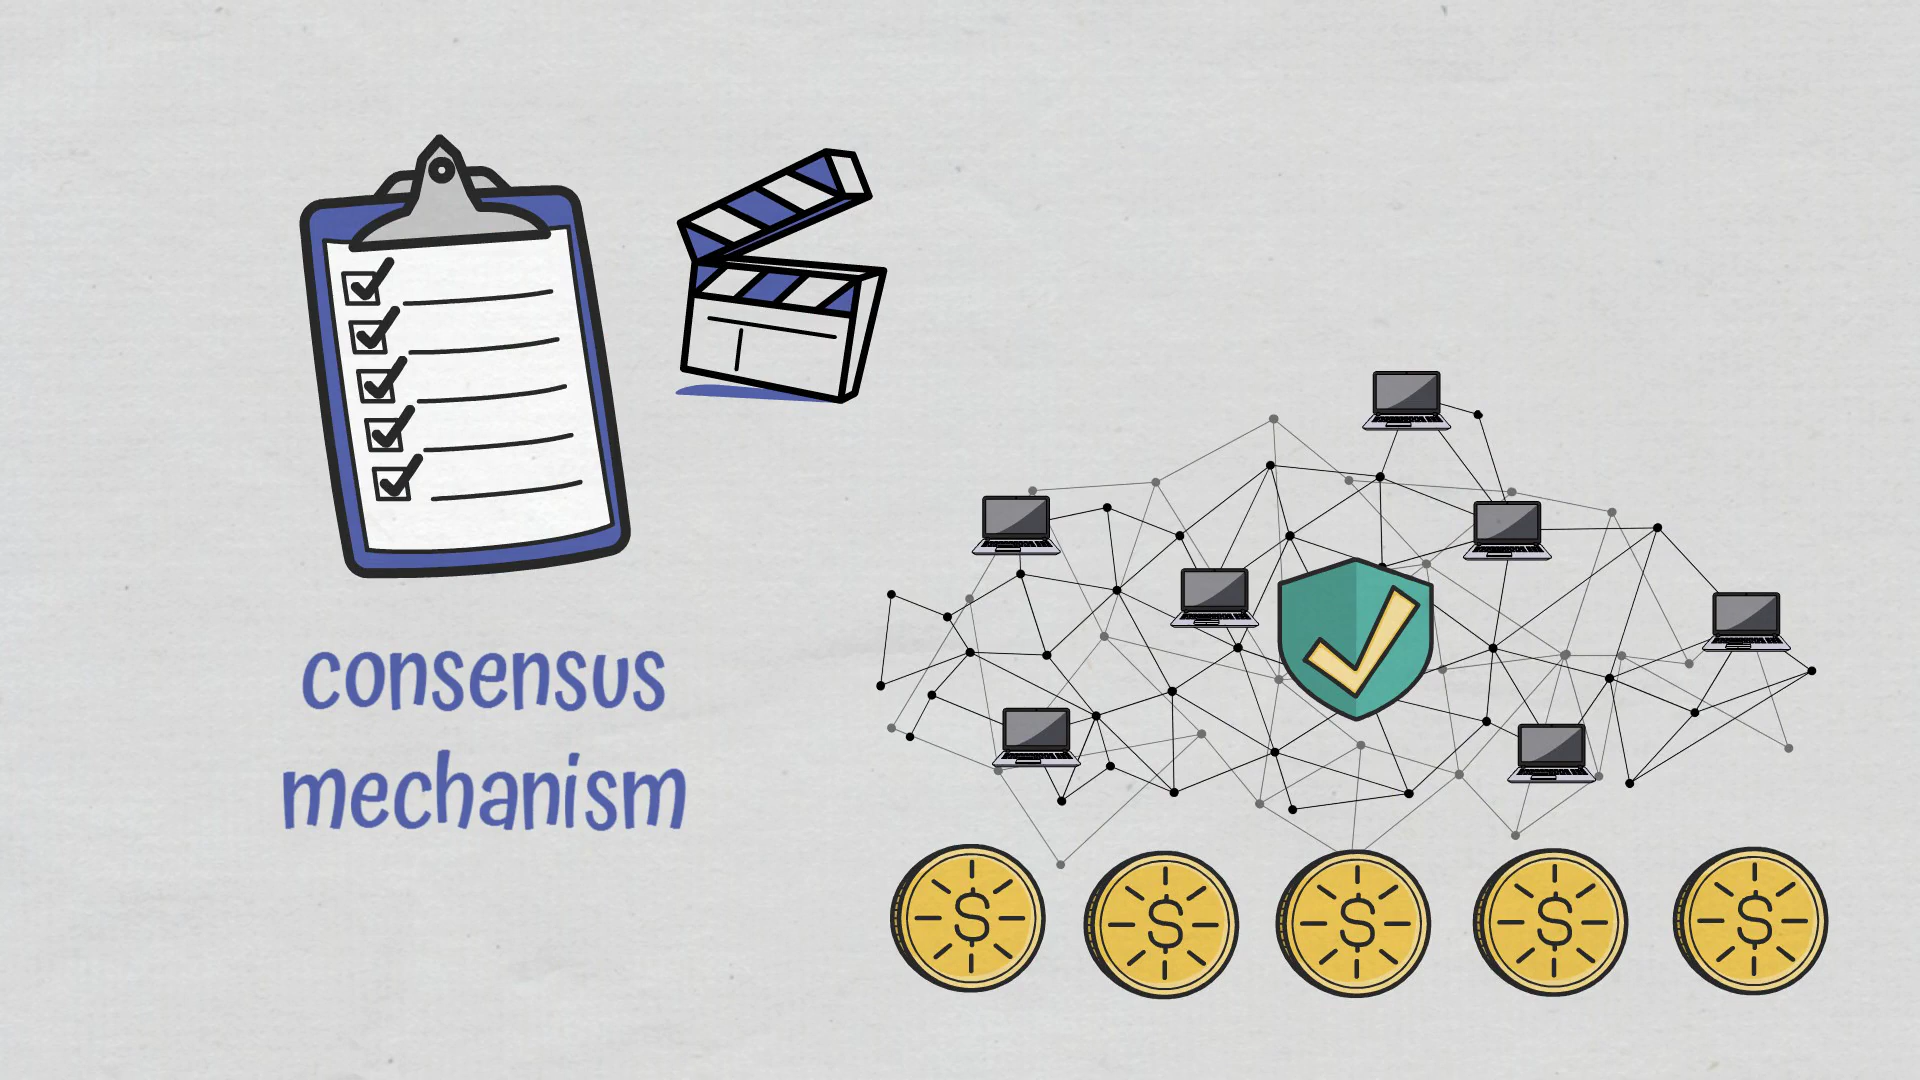 consensus
mechanism
$ $ $ $ $